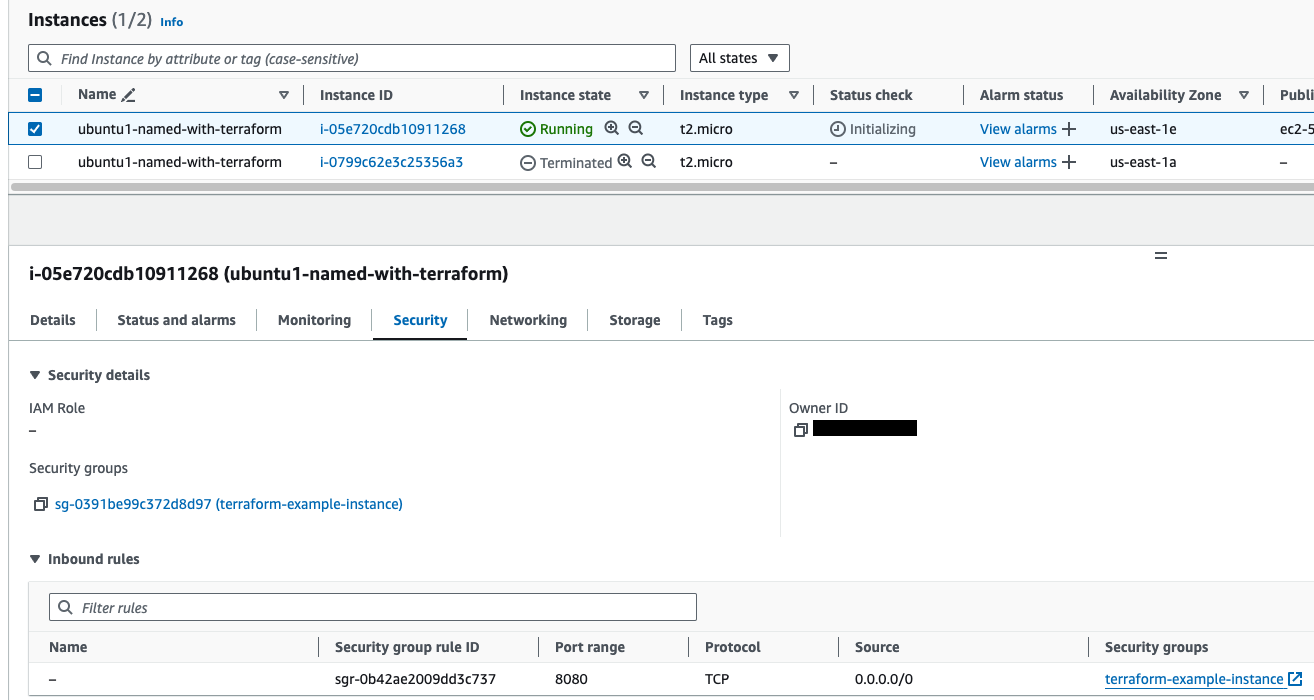 Instances (1/2) Info
Find Instance by attribute or tag (case-sensitive) All states
Name Instance ID Instance state Instance type Status check Alarm status Availability Zone Publi
ubuntu1-named-with-terraform i-05e720cdb10911268 Running t2.micro Initializing View alarms us-east-1e ec2-5
ubuntu1-named-with-terraform i-0799c62e3c25356a3 Terminated t2.micro – View alarms us-east-1a –
i-05e720cdb10911268 (ubuntu1-named-with-terraform)
Details Status and alarms Monitoring Security Networking Storage Tags
Security details
IAM Role Owner ID
–
Security groups
sg-0391be99c372d8d97 (terraform-example-instance)
Inbound rules
Filter rules
Name Security group rule ID Port range Protocol Source Security groups
– sgr-0b42ae2009dd3c737 8080 TCP 0.0.0.0/0 terraform-example-instance